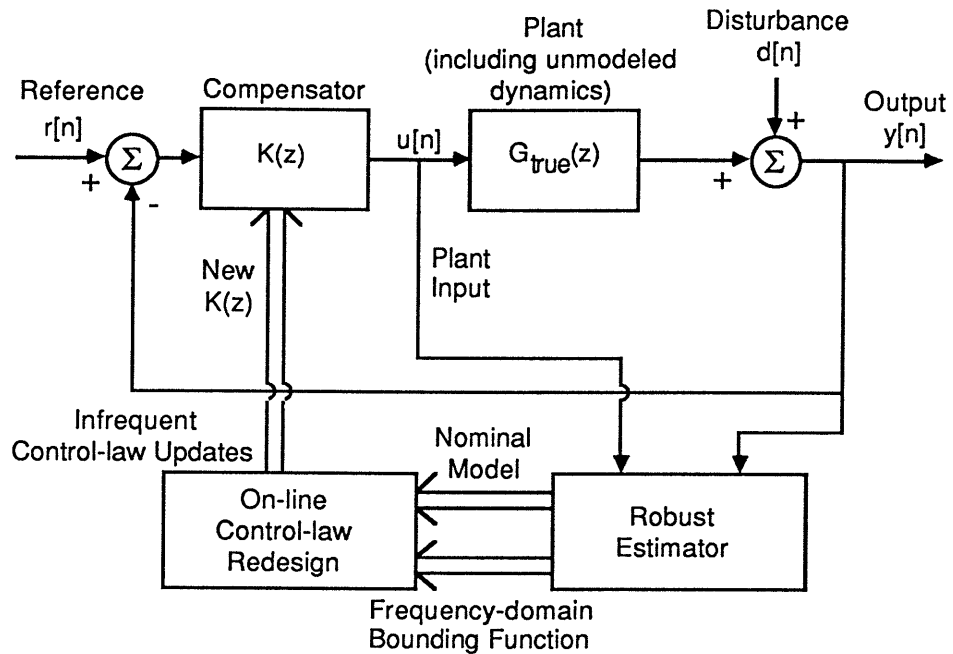 Disturbance
d[n]
Plant
(including unmodeled
dynamics)
Reference
r[n]
Compensator
Output
y[n]
+
Σ
-
K(z)
u[n]
G_true(z)
+
+
Σ
New
K(z)
Plant
Input
Infrequent
Control-law Updates
Nominal
Model
On-line
Control-law
Redesign
Robust
Estimator
Frequency-domain
Bounding Function